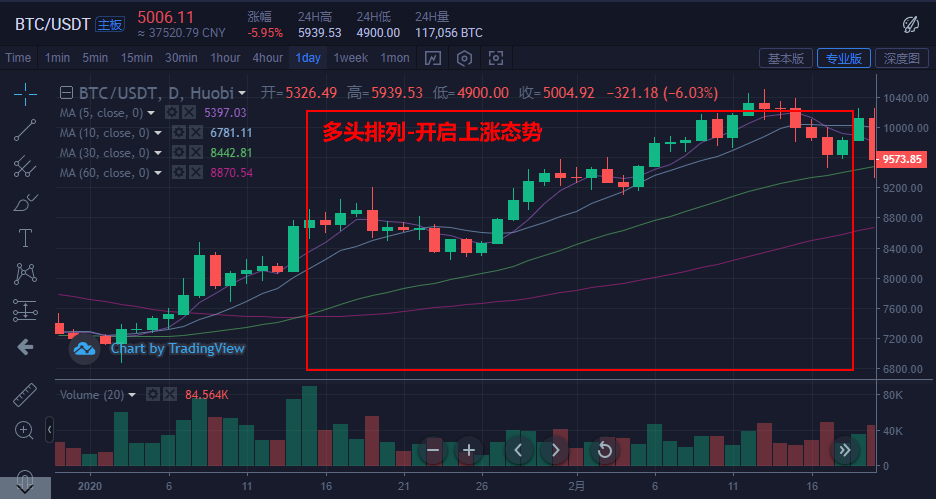 BTC/USDT 主板 5006.11 涨幅 24H高 24H低 24H量
≈ 37520.79 CNY -5.95% 5939.53 4900.00 117,056 BTC
Time 1min 5min 15min 30min 1hour 4hour 1day 1week 1mon 基本版 专业版 深度图
BTC/USDT, D, Huobi 开=5326.49 高=5939.53 低=4900.00 收=5004.92 -321.18 (-6.03%)
MA (5, close, 0) 5397.03
MA (10, close, 0) 6781.11
MA (30, close, 0) 8442.81
MA (60, close, 0) 8870.54
多头排列-开启上涨态势
10400.00
10000.00
9573.85
9200.00
8800.00
8400.00
8000.00
7600.00
7200.00
6800.00
Chart by TradingView
Volume (20) 84.564K
80K
40K
0
2020 6 11 16 21 26 2月 6 11 16